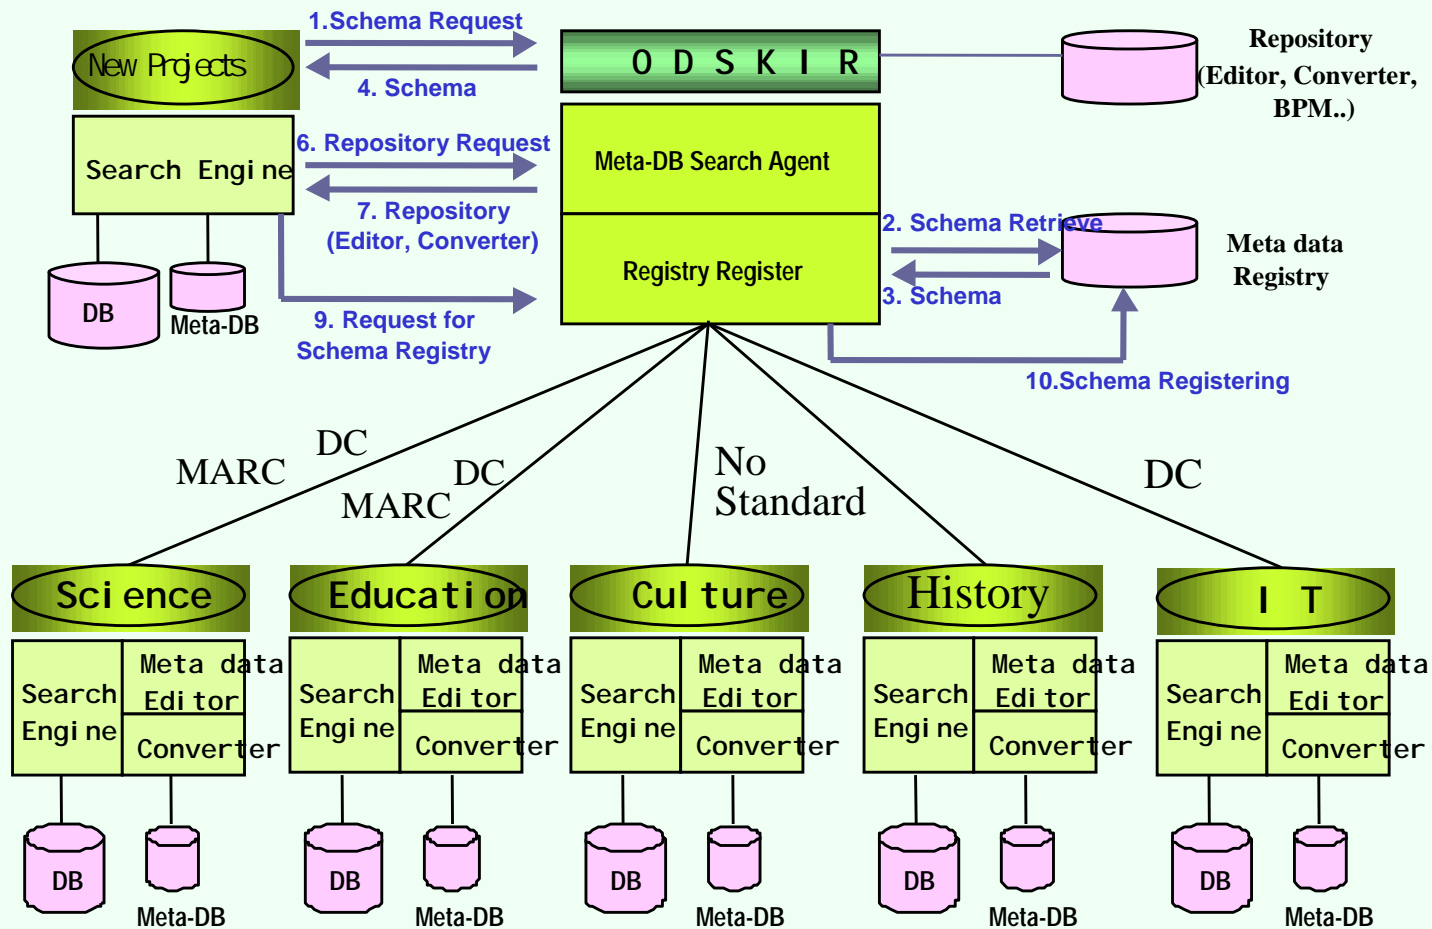 1.Schema Request
New Projects
4. Schema
O D S K I R
Repository
(Editor, Converter,
BPM..)
6. Repository Request
Search Engine
7. Repository
(Editor, Converter)
Meta-DB Search Agent
2. Schema Retrieve
Registry Register
3. Schema
Meta data
Registry
DB
Meta-DB
9. Request for
Schema Registry
10.Schema Registering
MARC
DC
MARC
DC
No
Standard
DC
Science
Education
Culture
History
I T
Search
Engine
Meta data
Editor
Converter
Search
Engine
Meta data
Editor
Converter
Search
Engine
Meta data
Editor
Converter
Search
Engine
Meta data
Editor
Converter
Search
Engine
Meta data
Editor
Converter
DB
Meta-DB
DB
Meta-DB
DB
Meta-DB
DB
Meta-DB
DB
Meta-DB